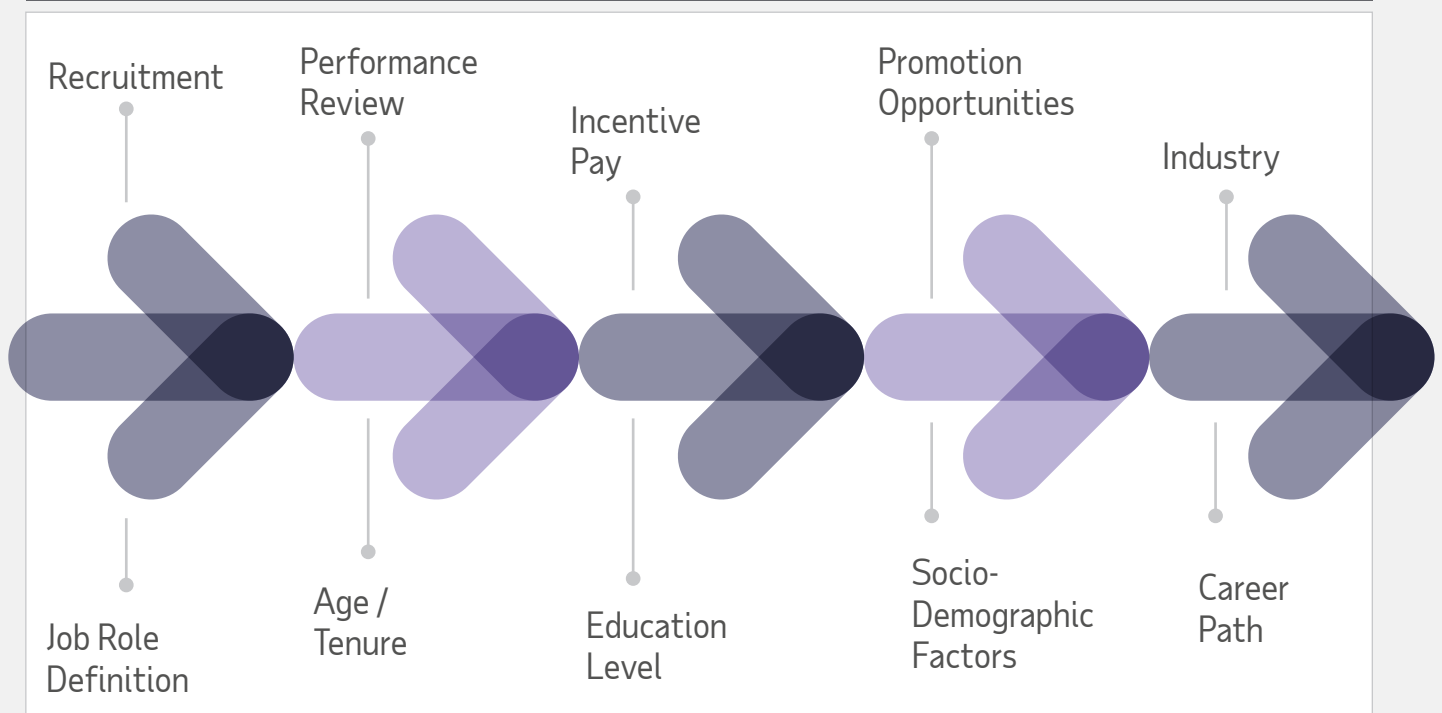 Recruitment
Performance
Review
Incentive
Pay
Promotion
Opportunities
Industry
Job Role
Definition
Age /
Tenure
Education
Level
Socio-
Demographic
Factors
Career
Path